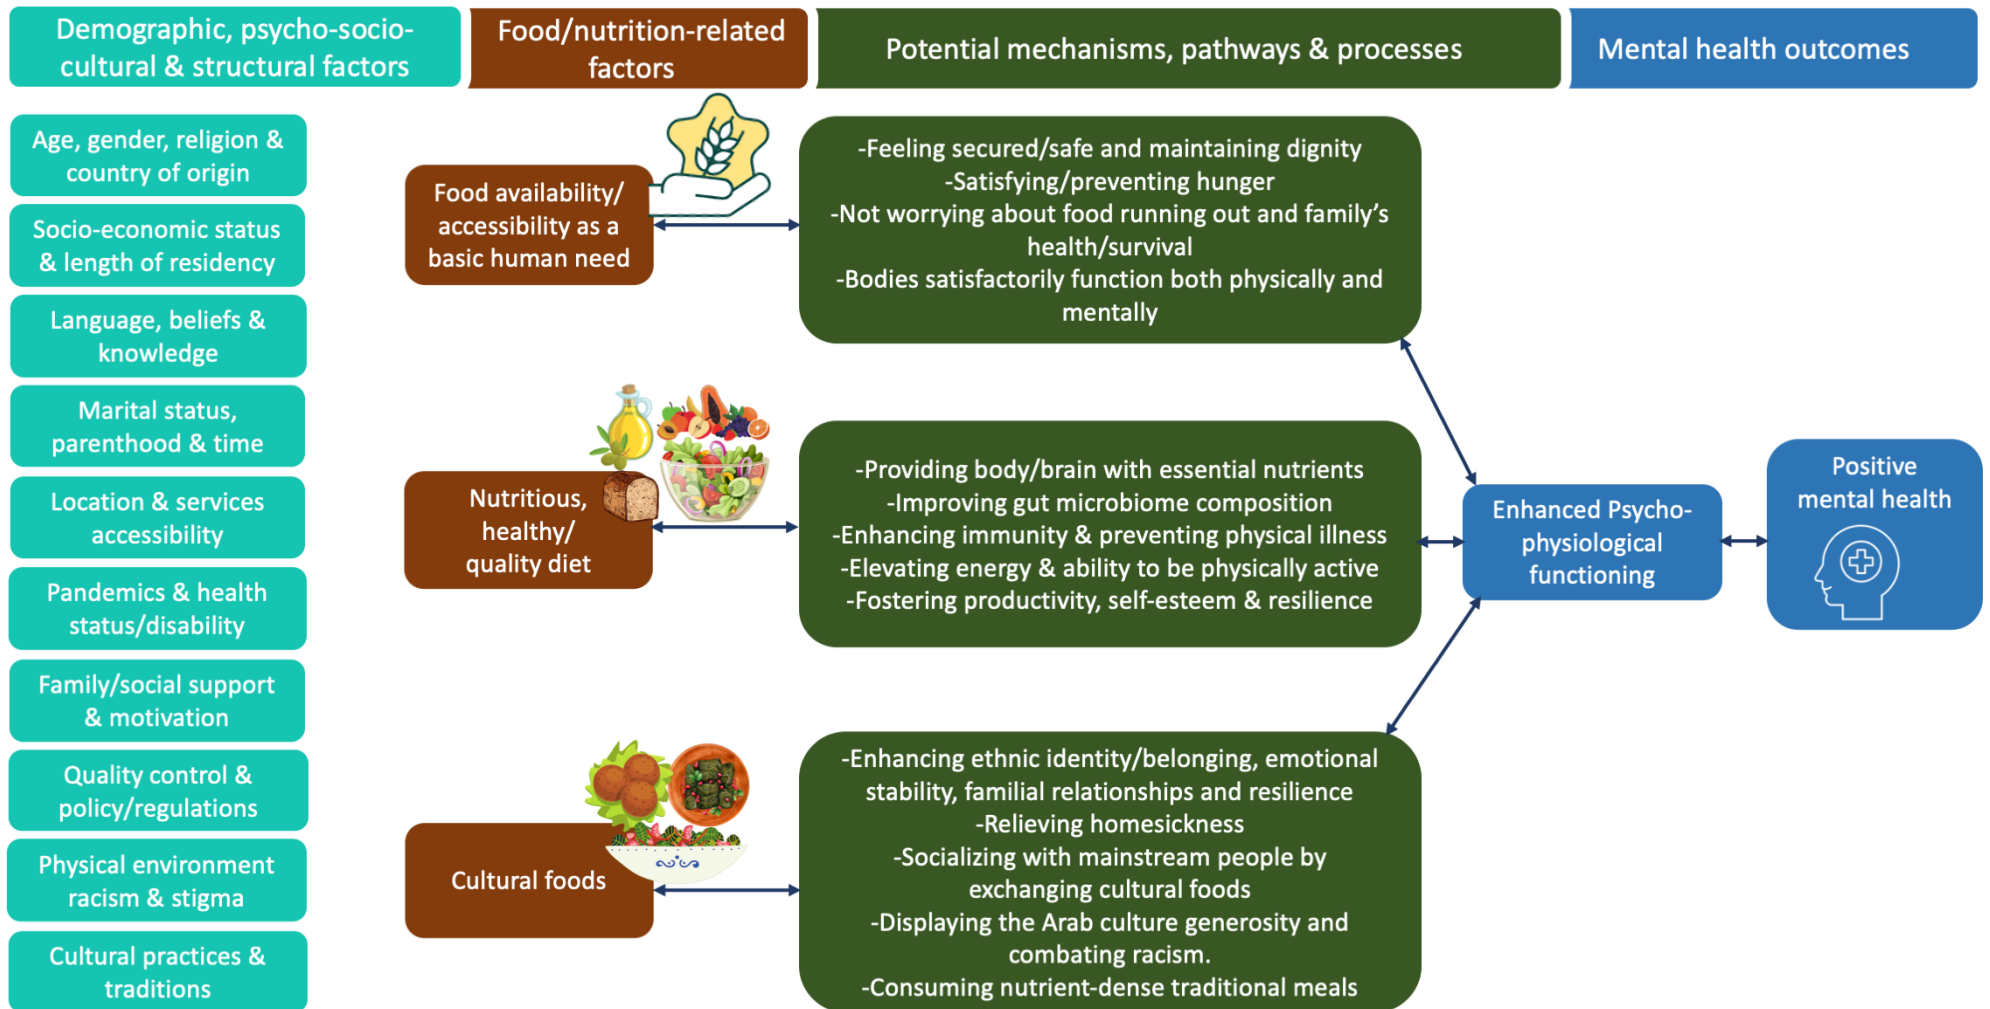 Demographic, psycho-socio-
cultural & structural factors
Food/nutrition-related
factors
Potential mechanisms, pathways & processes
Mental health outcomes
Age, gender, religion &
country of origin
Socio-economic status
& length of residency
Language, beliefs &
knowledge
Marital status,
parenthood & time
Location & services
accessibility
Pandemics & health
status/disability
Family/social support
& motivation
Quality control &
policy/regulations
Physical environment
racism & stigma
Cultural practices &
traditions
Food availability/
accessibility as a
basic human need
-Feeling secured/safe and maintaining dignity
-Satisfying/preventing hunger
-Not worrying about food running out and family’s
health/survival
-Bodies satisfactorily function both physically and
mentally
Nutritious,
healthy/
quality diet
-Providing body/brain with essential nutrients
-Improving gut microbiome composition
-Enhancing immunity & preventing physical illness
-Elevating energy & ability to be physically active
-Fostering productivity, self-esteem & resilience
Cultural foods
-Enhancing ethnic identity/belonging, emotional
stability, familial relationships and resilience
-Relieving homesickness
-Socializing with mainstream people by
exchanging cultural foods
-Displaying the Arab culture generosity and
combating racism.
-Consuming nutrient-dense traditional meals
Enhanced Psycho-
physiological
functioning
Positive
mental health